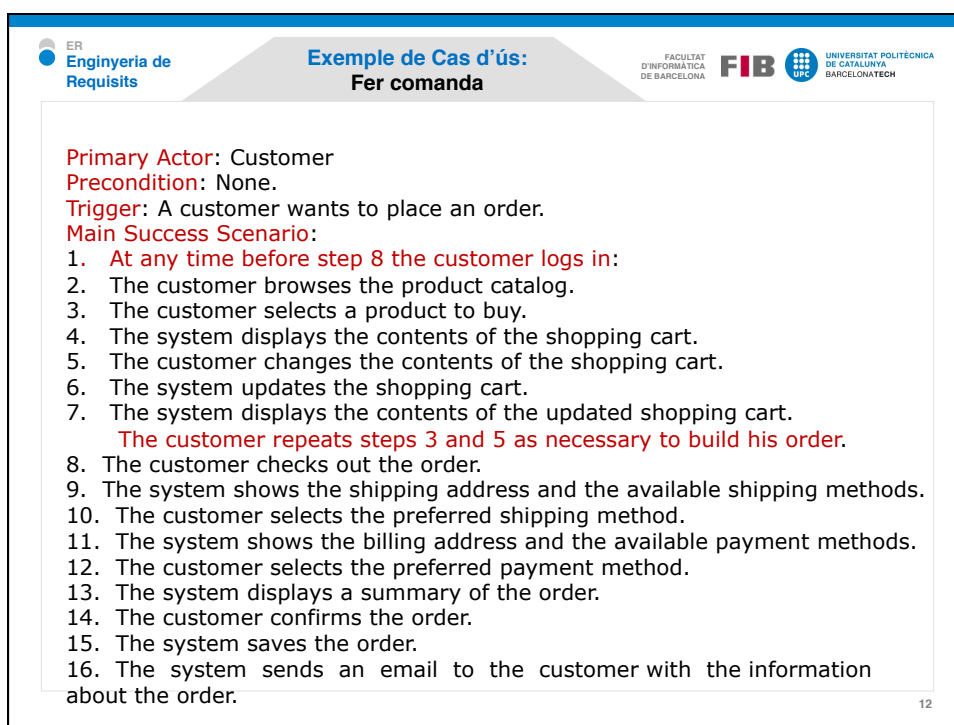 ER
Enginyeria de
Requisits
Exemple de Cas d'ús:
Fer comanda
FACULTAT
D'INFORMÀTICA
DE BARCELONA
FIB
UPC
UNIVERSITAT POLITÈCNICA
DE CATALUNYA
BARCELONATECH
Primary Actor: Customer
Precondition: None.
Trigger: A customer wants to place an order.
Main Success Scenario:
1. At any time before step 8 the customer logs in:
2. The customer browses the product catalog.
3. The customer selects a product to buy.
4. The system displays the contents of the shopping cart.
5. The customer changes the contents of the shopping cart.
6. The system updates the shopping cart.
7. The system displays the contents of the updated shopping cart.
The customer repeats steps 3 and 5 as necessary to build his order.
8. The customer checks out the order.
9. The system shows the shipping address and the available shipping methods.
10. The customer selects the preferred shipping method.
11. The system shows the billing address and the available payment methods.
12. The customer selects the preferred payment method.
13. The system displays a summary of the order.
14. The customer confirms the order.
15. The system saves the order.
16. The system sends an email to the customer with the information
about the order.
12